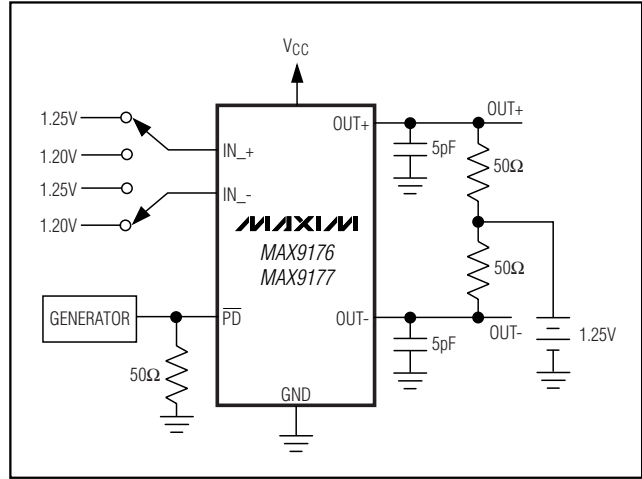 VCC
1.25V
1.20V
1.25V
1.20V
IN_+
IN_-
OUT+
OUT+
5pF
50Ω
MAXIM
MAX9176
MAX9177
50Ω
GENERATOR
PD
OUT-
OUT-
5pF
1.25V
50Ω
GND